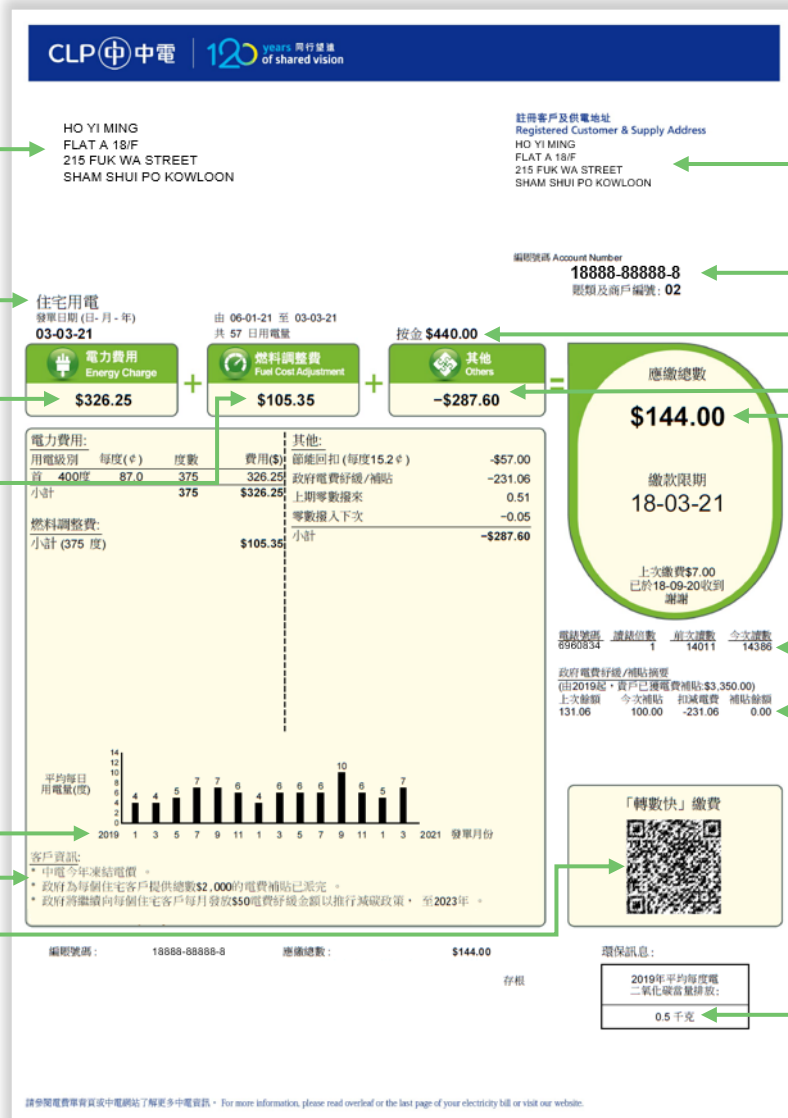 CLP 中電 120 years 同行望遠 of shared vision
HO YI MING
FLAT A 18/F
215 FUK WA STREET
SHAM SHUI PO KOWLOON
註冊客戶及供電地址
Registered Customer & Supply Address
HO YI MING
FLAT A 18/F
215 FUK WA STREET
SHAM SHUI PO KOWLOON
編賬號碼 Account Number
18888-88888-8
賬類及商戶編號: 02
住宅用電
發單日期 (日-月-年)
03-03-21
由 06-01-21 至 03-03-21
共 57 日用電量
按金 $440.00
電力費用
Energy Charge
$326.25
+
燃料調整費
Fuel Cost Adjustment
$105.35
+
其他
Others
−$287.60
=
應繳總數
$144.00
繳款限期
18-03-21
上次繳費$7.00
已於18-09-20收到
謝謝
電力費用:
用電級別 每度(¢) 度數 費用($)
首 400度 87.0 375 326.25
小計 375 $326.25
燃料調整費:
小計 (375 度) $105.35
其他:
節能回扣 (每度15.2¢) -$57.00
政府電費紓緩/補貼 −231.06
上期零數撥來 0.51
零數撥入下次 −0.05
小計 −$287.60
電錶號碼 讀錶倍數 前次讀數 今次讀數
6960834 1 14011 14386
政府電費紓緩/補貼摘要
(由2019起，貴戶已獲電費補貼:$3,350.00)
上次餘額 今次補貼 扣減電費 補貼餘額
131.06 100.00 -231.06 0.00
平均每日
用電量(度)
14
12
10
8
6
4
2
0
4 4 5 7 7 6 4 6 6 6 10 6 5 7
2019 1 3 5 7 9 11 1 3 5 7 9 11 1 3 2021 發單月份
客戶資訊:
* 中電今年凍結電價 。
* 政府為每個住宅客戶提供總數$2,000的電費補貼已派完 。
* 政府將繼續向每個住宅客戶每月發放$50電費紓緩金額以推行減碳政策， 至2023年 。
「轉數快」繳費
編賬號碼: 18888-88888-8 應繳總數: $144.00
存根
環保訊息:
2019年平均每度電
二氧化碳當量排放:
0.5 千克
請參閱電費單背頁或中電網站了解更多中電資訊。 For more information, please read overleaf or the last page of your electricity bill or visit our website.